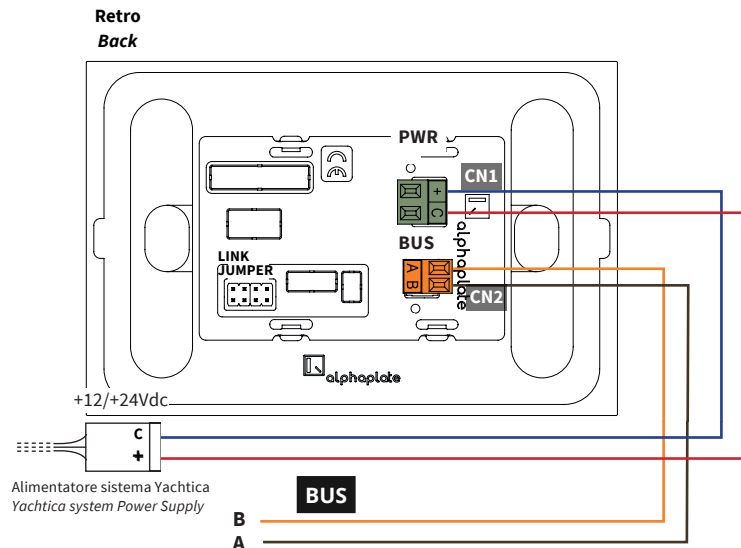 Retro
Back
PWR
CN1
+
C
BUS
A
B
CN2
alphaplate
LINK
JUMPER
CE
alphaplate
+12/+24Vdc
C
+
Alimentatore sistema Yachtica
Yachtica system Power Supply
BUS
B
A